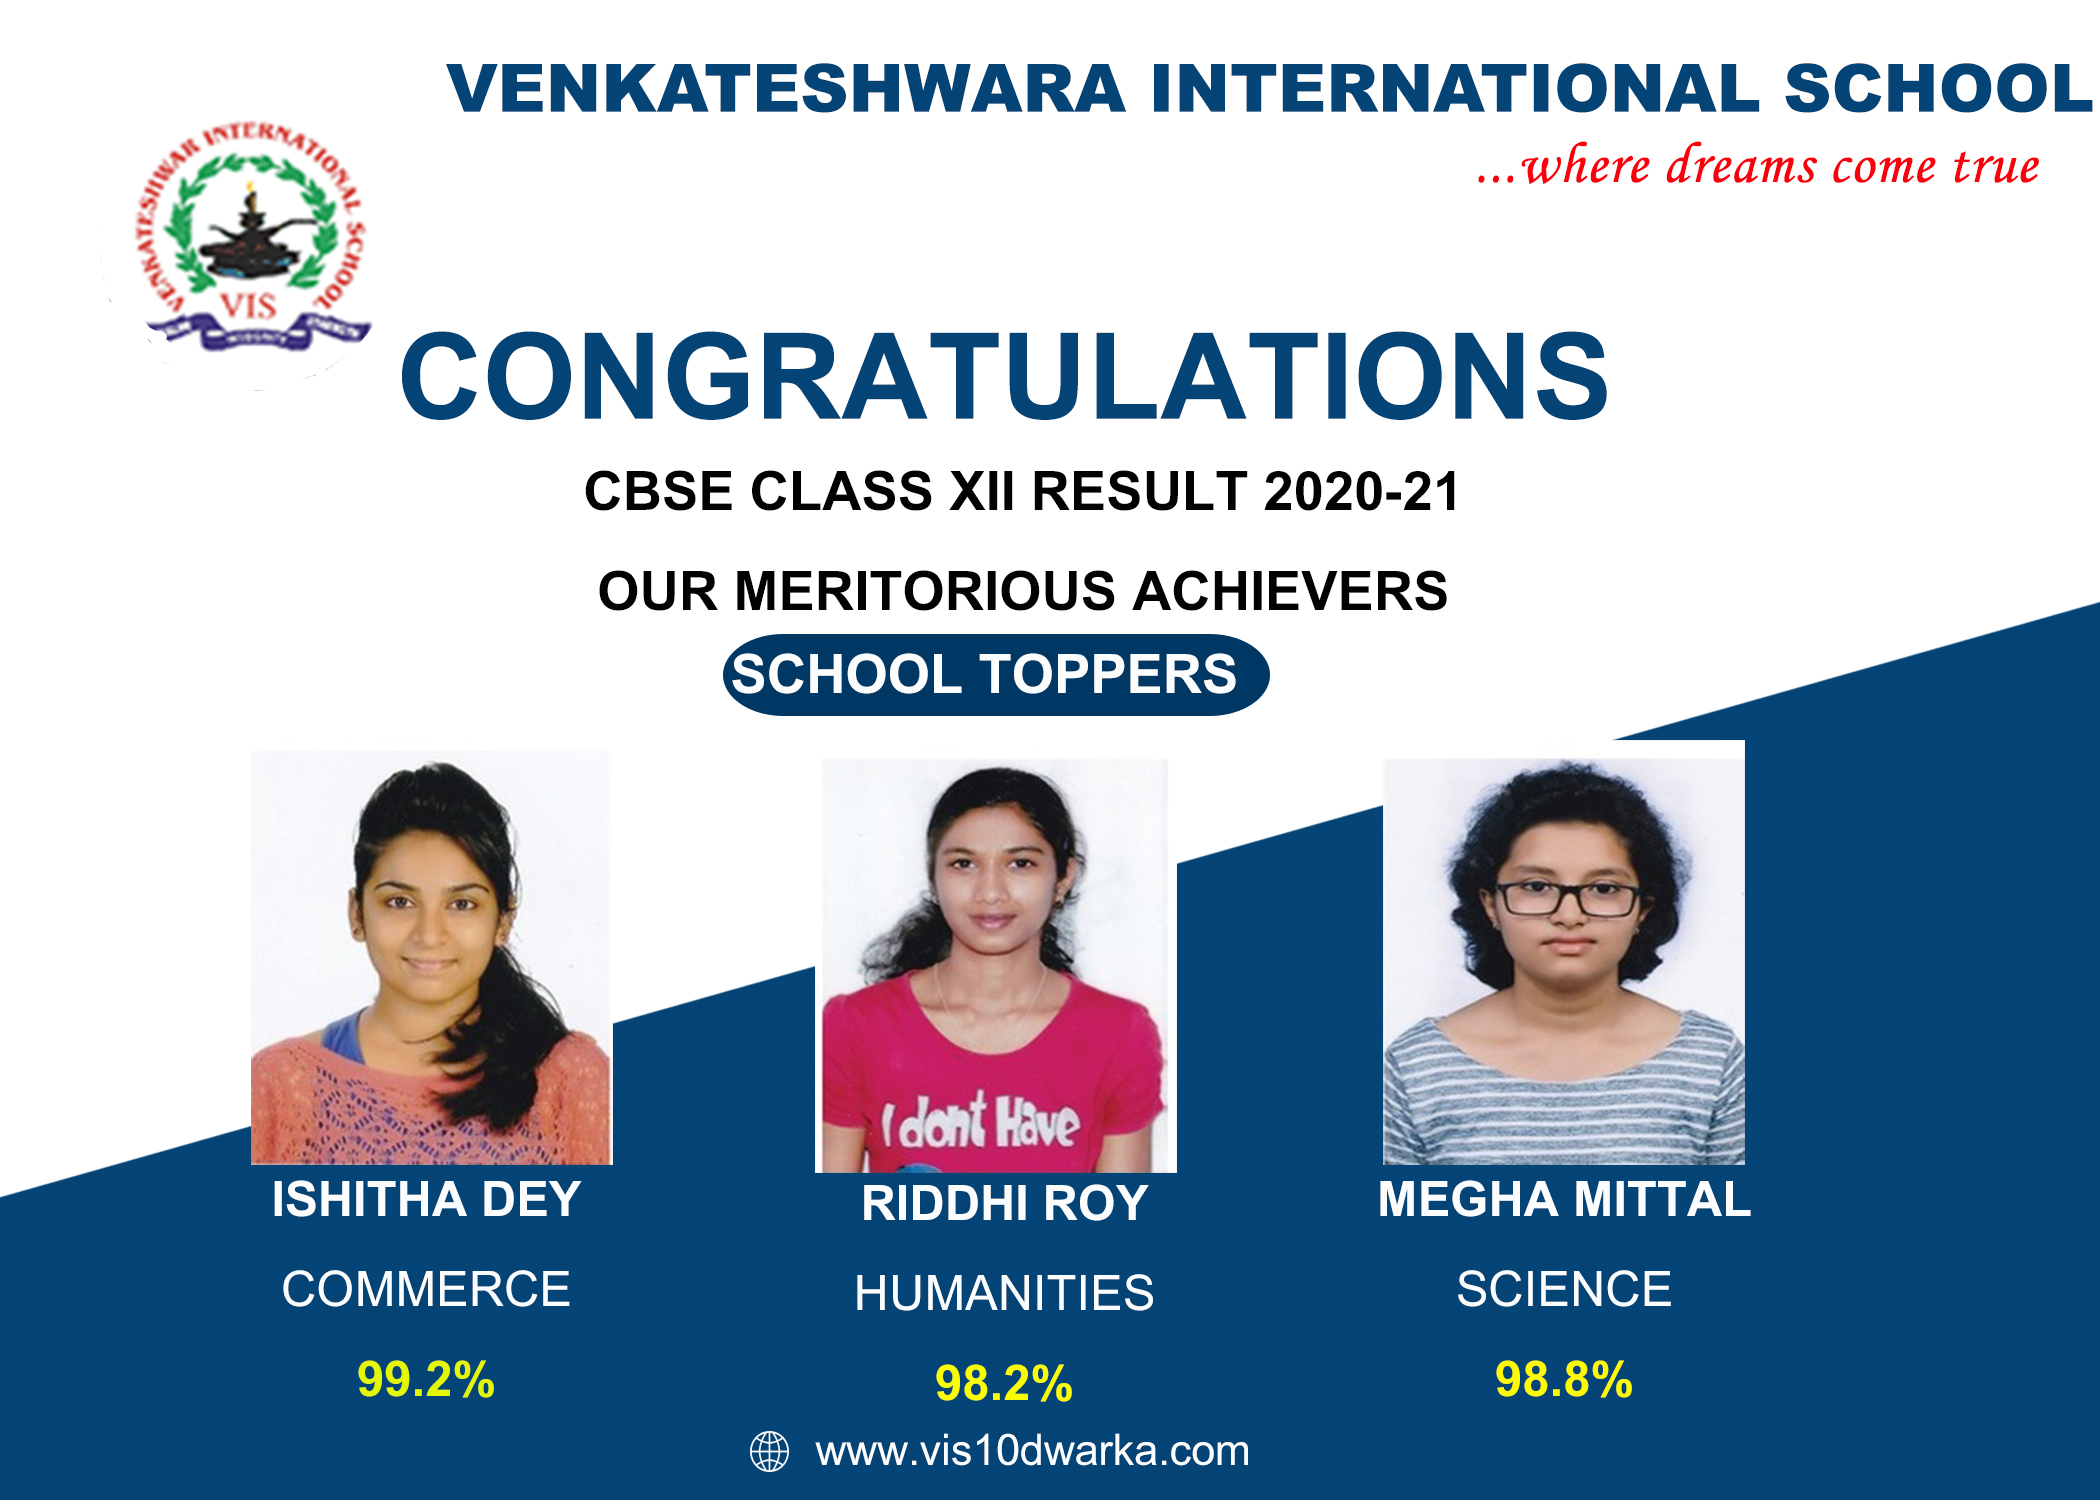 VENKATESHWARA INTERNATIONAL SCHOOL
...where dreams come true
VENKATESHWAR INTERNATIONAL SCHOOL
VIS
CONGRATULATIONS
CBSE CLASS XII RESULT 2020-21
OUR MERITORIOUS ACHIEVERS
SCHOOL TOPPERS
I dont Have
ISHITHA DEY
RIDDHI ROY
MEGHA MITTAL
COMMERCE
HUMANITIES
SCIENCE
99.2%
98.2%
98.8%
www.vis10dwarka.com